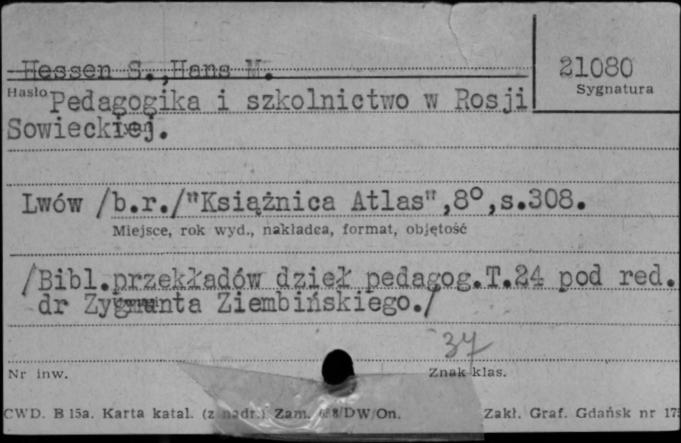 Hessen S.,Hans M.
21080
Sygnatura
Hasło Pedagogika i szkolnictwo w Rosji
Sowieckiej.
Lwów /b.r./"Książnica Atlas",8°,s.308.
Miejsce, rok wyd., nakładca, format, objętość
/Bibl.przekładów dzieł pedagog.T.24 pod red.
dr Zygmunta Ziembińskiego./
37
Nr inw.
Znak klas.
CWD. B 15a. Karta katal. (z nadr.) Zam. DW/On.
Zakł. Graf. Gdańsk nr